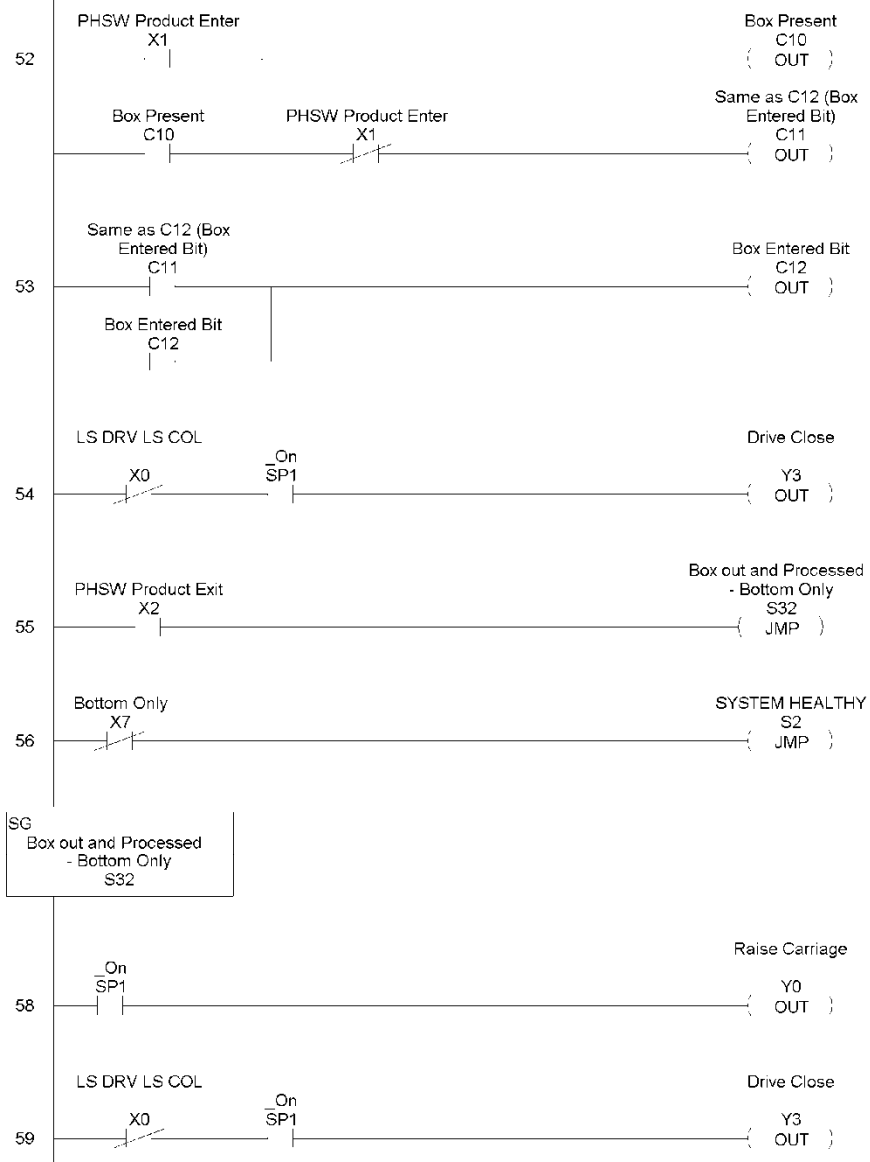 PHSW Product Enter
X1
Box Present
C10
52
OUT
Box Present
C10
PHSW Product Enter
X1
Same as C12 (Box
Entered Bit)
C11
OUT
Same as C12 (Box
Entered Bit)
C11
Box Entered Bit
C12
53
OUT
Box Entered Bit
C12
LS DRV LS COL
X0
_On
SP1
Drive Close
Y3
54
OUT
PHSW Product Exit
X2
Box out and Processed
- Bottom Only
S32
55
JMP
Bottom Only
X7
SYSTEM HEALTHY
S2
56
JMP
SG
Box out and Processed
- Bottom Only
S32
_On
SP1
Raise Carriage
Y0
58
OUT
LS DRV LS COL
X0
_On
SP1
Drive Close
Y3
59
OUT